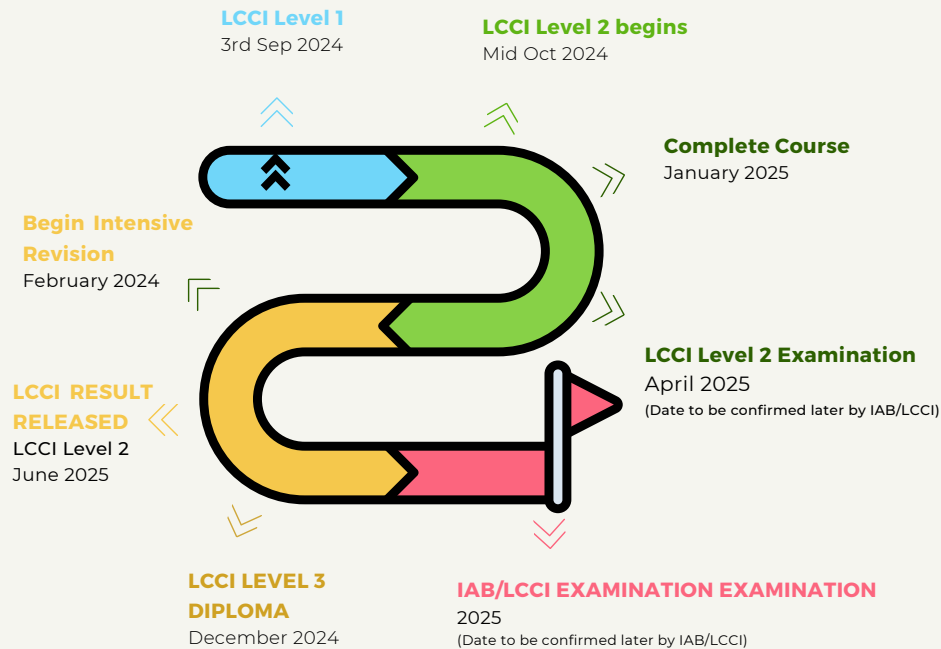 LCCI Level 1
3rd Sep 2024
LCCI Level 2 begins
Mid Oct 2024
Complete Course
January 2025
Begin Intensive
Revision
February 2024
LCCI Level 2 Examination
April 2025
(Date to be confirmed later by IAB/LCCI)
LCCI RESULT
RELEASED
LCCI Level 2
June 2025
LCCI LEVEL 3
DIPLOMA
December 2024
IAB/LCCI EXAMINATION EXAMINATION
2025
(Date to be confirmed later by IAB/LCCI)